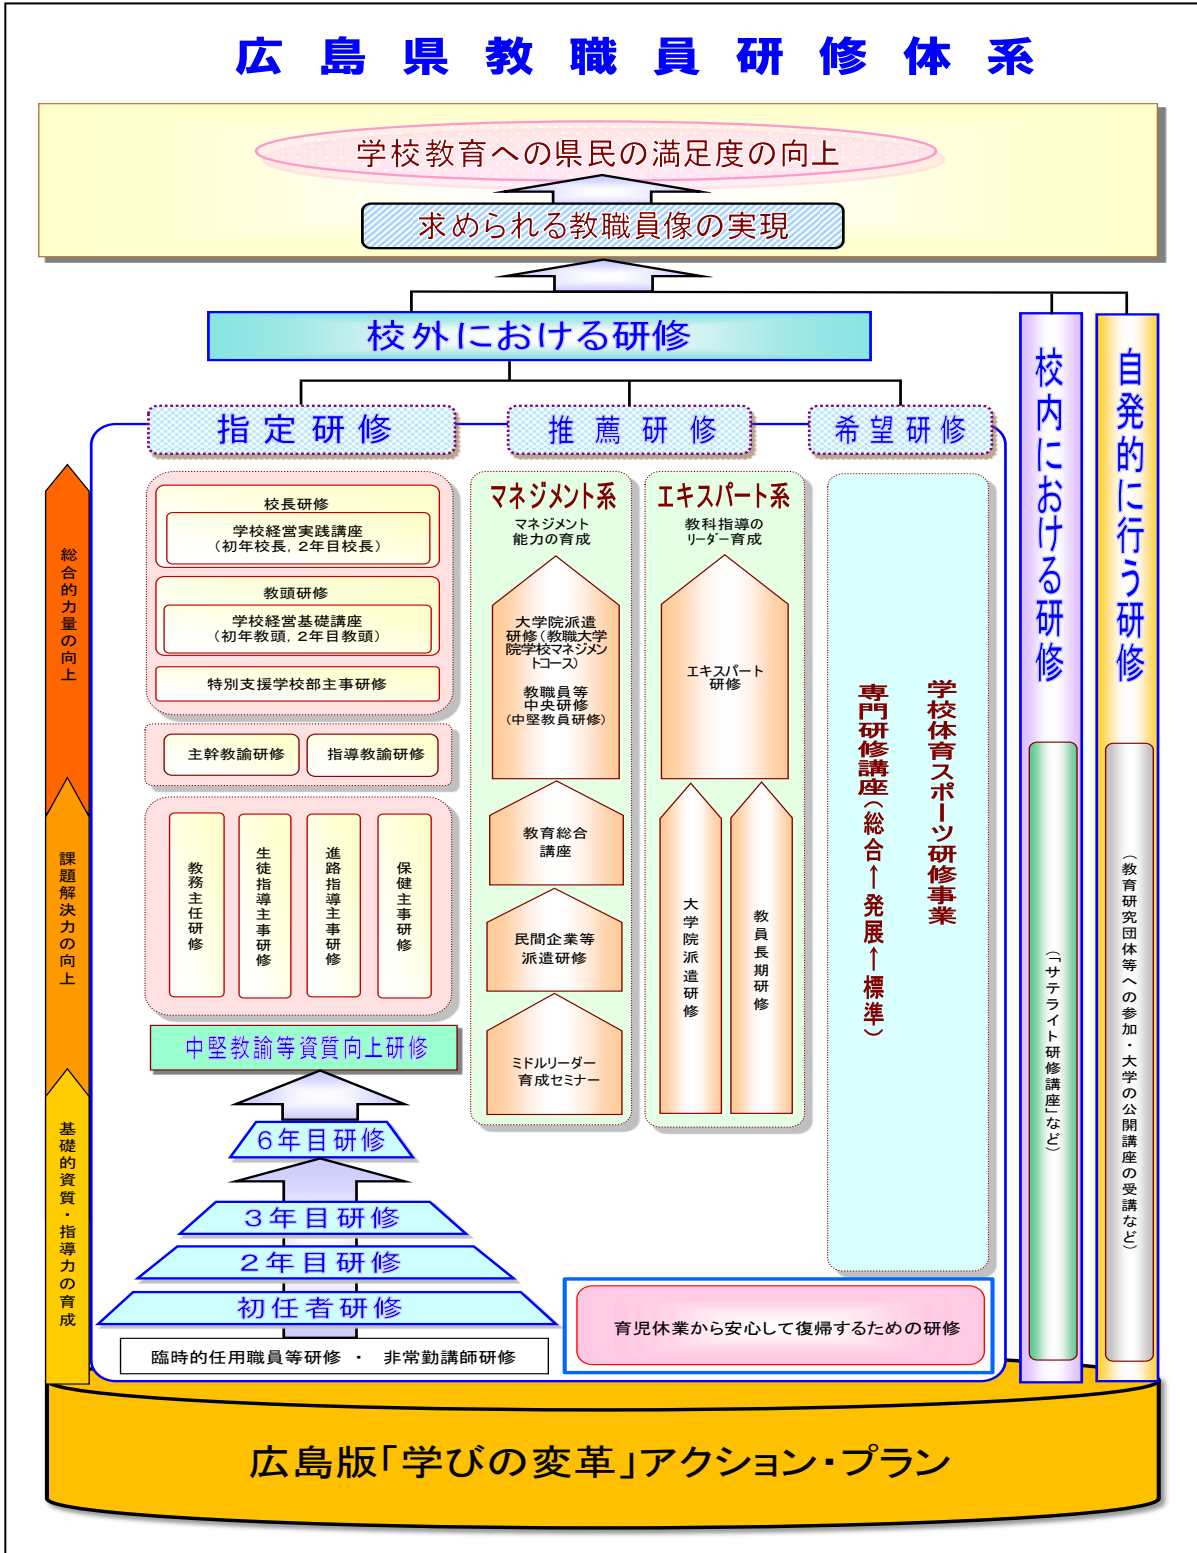 広島県教職員研修体系
学校教育への県民の満足度の向上
求められる教職員像の実現
校外における研修
指定研修
推薦研修
希望研修
校内における研修
自発的に行う研修
総合的力量の向上
課題解決力の向上
基礎的資質・指導力の育成
校長研修
学校経営実践講座
(初年校長，2年目校長)
教頭研修
学校経営基礎講座
(初年教頭，2年目教頭)
特別支援学校部主事研修
主幹教諭研修
指導教諭研修
教務主任研修
生徒指導主事研修
進路指導主事研修
保健主事研修
中堅教諭等資質向上研修
6年目研修
3年目研修
2年目研修
初任者研修
臨時的任用職員等研修 ・ 非常勤講師研修
マネジメント系
マネジメント
能力の育成
大学院派遣
研修(教職大学
院学校マネジメン
トコース)
教職員等
中央研修
(中堅教員研修)
教育総合
講座
民間企業等
派遣研修
ミドルリーダー
育成セミナー
エキスパート系
教科指導の
リーダー育成
エキスパート
研修
大学院派遣研修
教員長期研修
学校体育スポーツ研修事業
専門研修講座(総合←発展←標準)
育児休業から安心して復帰するための研修
(「サテライト研修講座」など)
(教育研究団体等への参加・大学の公開講座の受講など)
広島版「学びの変革」アクション・プラン